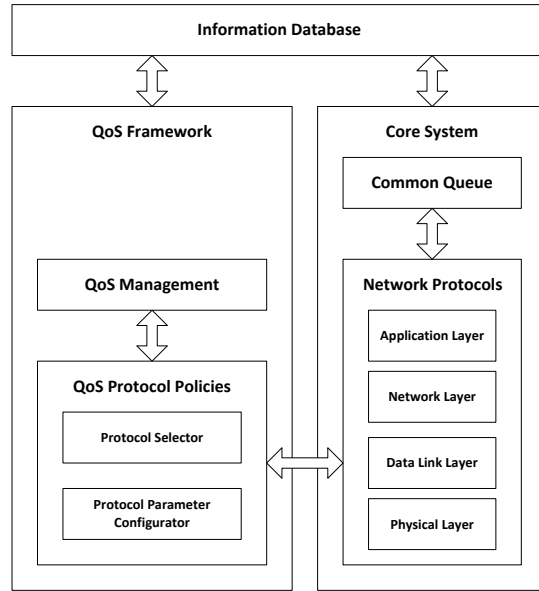 Information Database
QoS Framework
QoS Management
QoS Protocol Policies
Protocol Selector
Protocol Parameter
Configurator
Core System
Common Queue
Network Protocols
Application Layer
Network Layer
Data Link Layer
Physical Layer